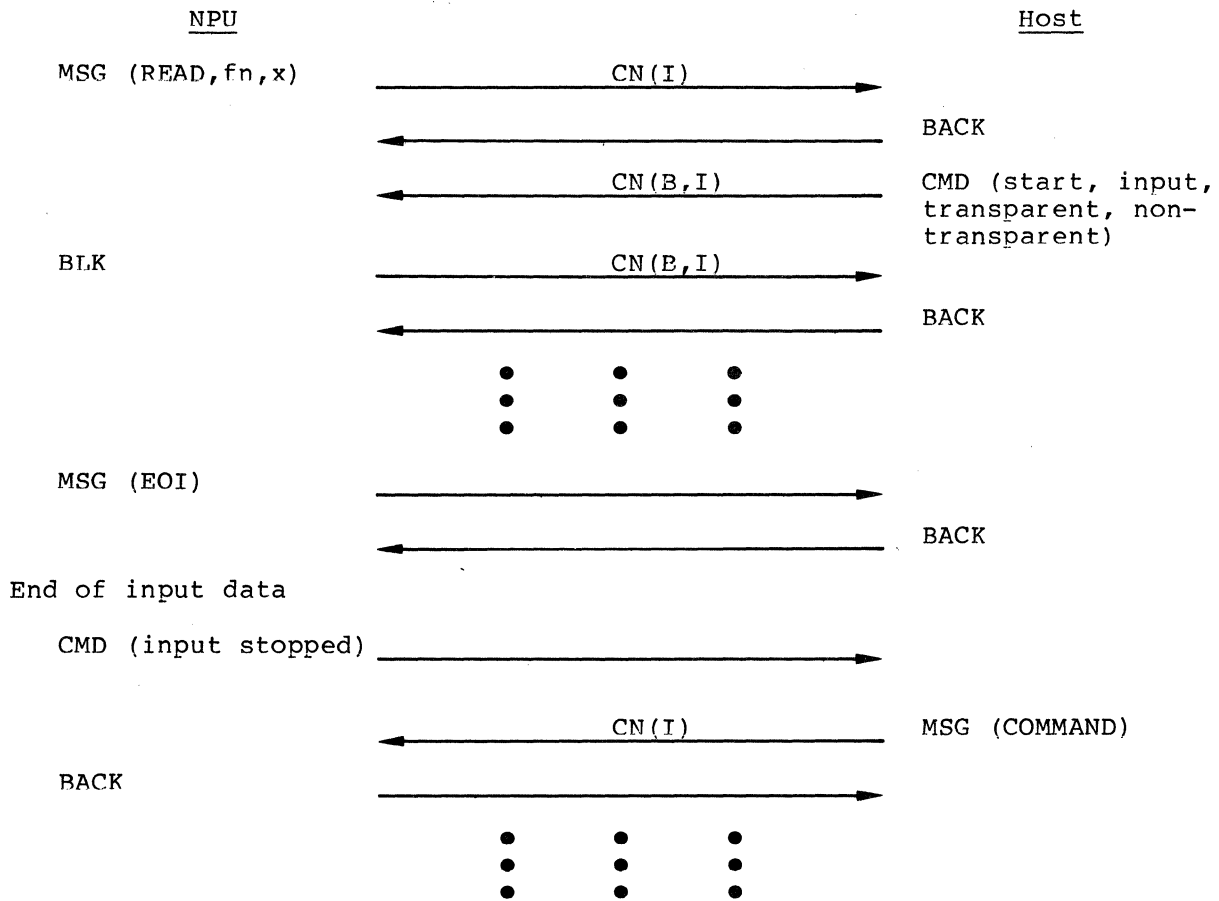 NPU Host
MSG (READ,fn,x) CN(I)
BACK
CN(B,I) CMD (start, input,
transparent, non-
transparent)
BLK CN(B,I)
BACK
MSG (EOI)
BACK
End of input data
CMD (input stopped)
CN(I) MSG (COMMAND)
BACK